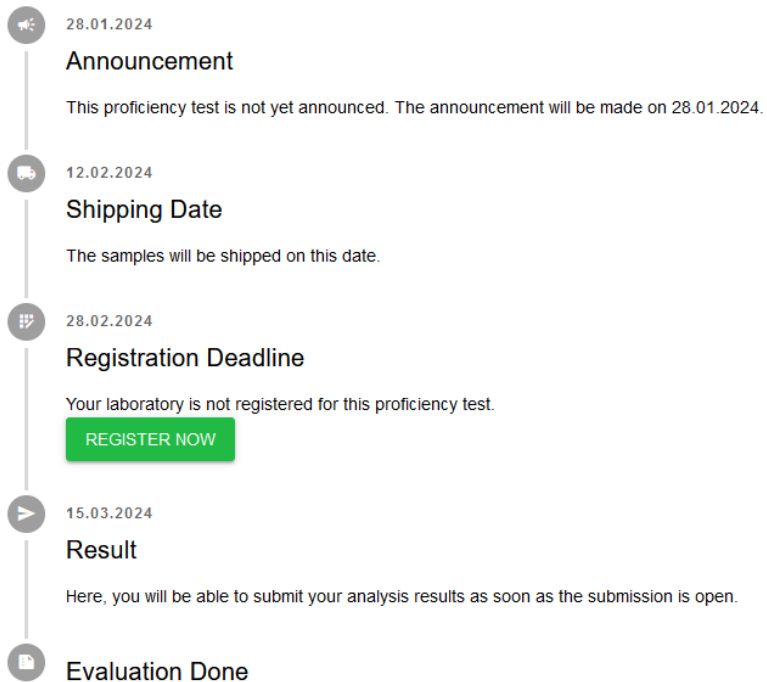 28.01.2024
Announcement
This proficiency test is not yet announced. The announcement will be made on 28.01.2024.
12.02.2024
Shipping Date
The samples will be shipped on this date.
28.02.2024
Registration Deadline
Your laboratory is not registered for this proficiency test.
REGISTER NOW
15.03.2024
Result
Here, you will be able to submit your analysis results as soon as the submission is open.
Evaluation Done